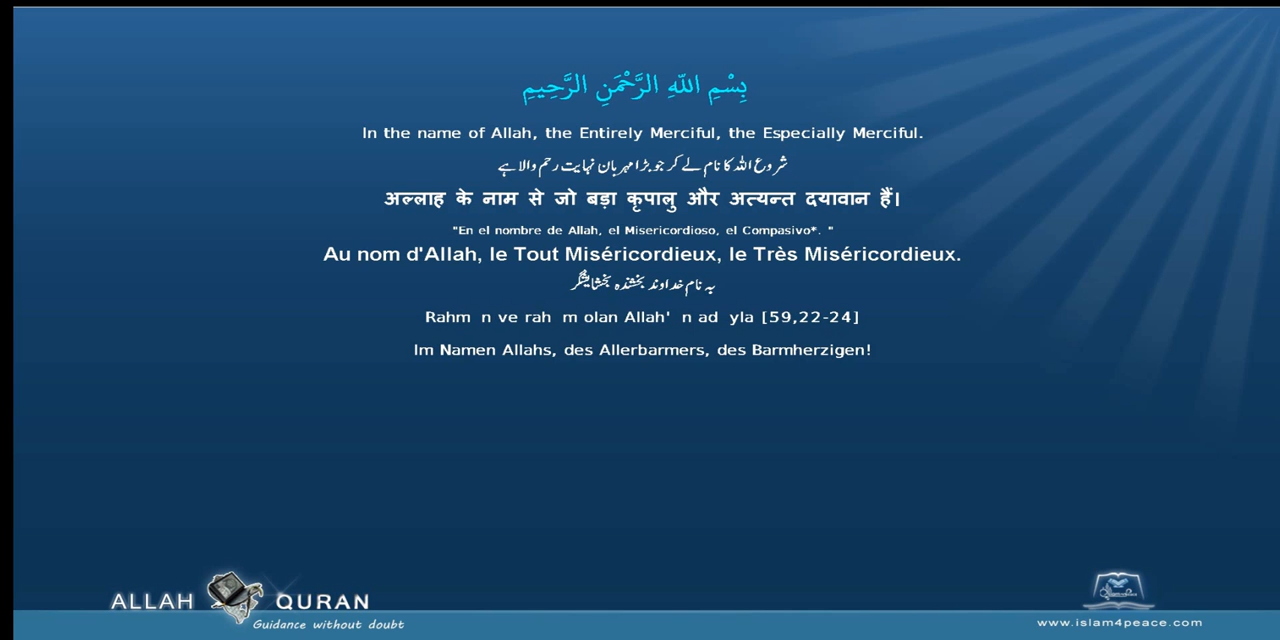 بِسْمِ اللّهِ الرَّحْمَنِ الرَّحِيمِ
In the name of Allah, the Entirely Merciful, the Especially Merciful.
شروع الله کا نام لے کر جو بڑا مہربان نہایت رحم والا ہے
अल्लाह के नाम से जो बड़ा कृपालु और अत्यन्त दयावान हैं।
"En el nombre de Allah, el Misericordioso, el Compasivo*. "
Au nom d'Allah, le Tout Miséricordieux, le Très Miséricordieux.
به نام خداوند بخشنده بخشایشگر
Rahm n ve rah m olan Allah' n ad yla [59,22-24]
Im Namen Allahs, des Allerbarmers, des Barmherzigen!
ALLAH QURAN
Guidance without doubt
www.islam4peace.com